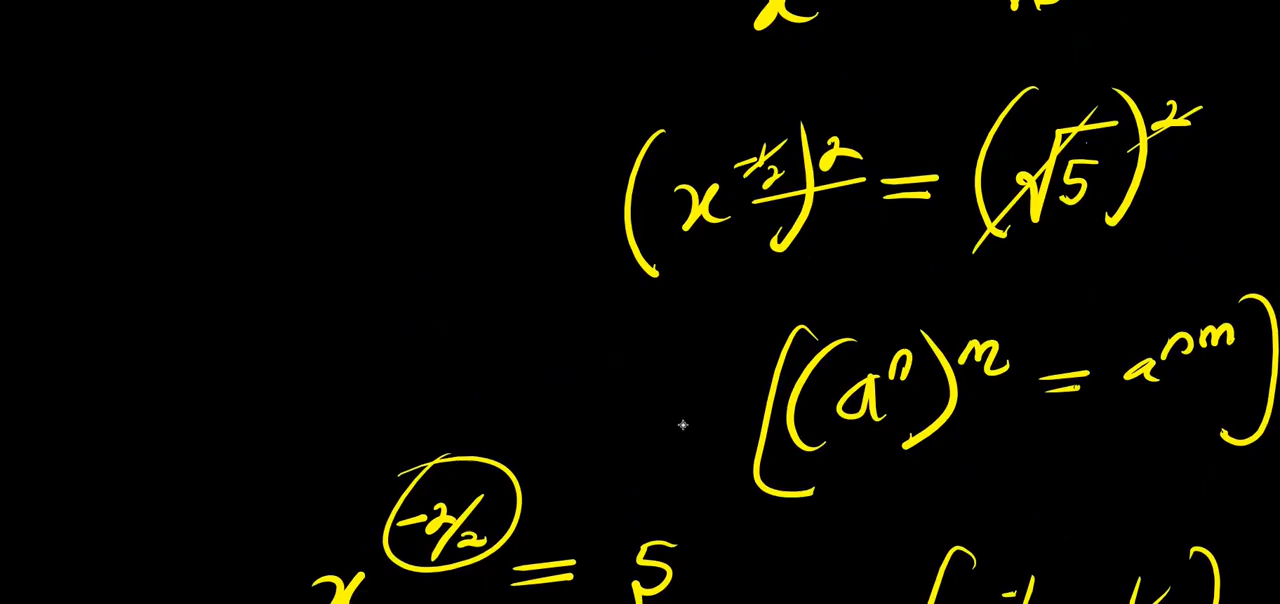 x
(x^{-1/2})^2 = (√5)^2
[(a^n)^m = a^{nm}]
x^{-2/2} = 5